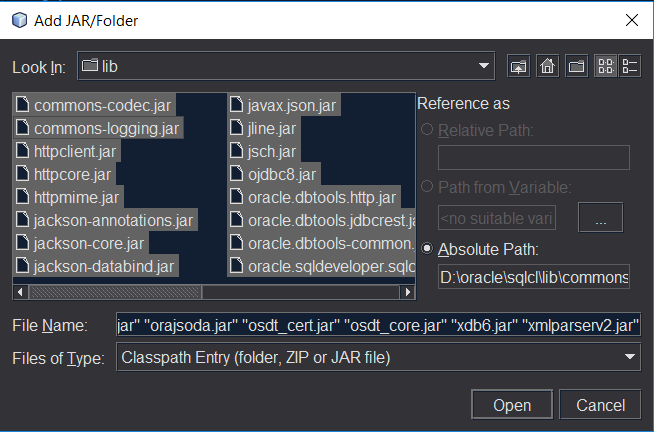 Add JAR/Folder
Look In:
lib
commons-codec.jar
commons-logging.jar
httpclient.jar
httpcore.jar
httpmime.jar
jackson-annotations.jar
jackson-core.jar
jackson-databind.jar
javax.json.jar
jline.jar
jsch.jar
ojdbc8.jar
oracle.dbtools.http.jar
oracle.dbtools.jdbcrest.ja
oracle.dbtools-common.
oracle.sqldeveloper.sqlc
Reference as
Relative Path:
Path from Variable:
<no suitable vari
...
Absolute Path:
D:\oracle\sqlcl\lib\commons
File Name:
jar" "orajsoda.jar" "osdt_cert.jar" "osdt_core.jar" "xdb6.jar" "xmlparserv2.jar"
Files of Type:
Classpath Entry (folder, ZIP or JAR file)
Open
Cancel